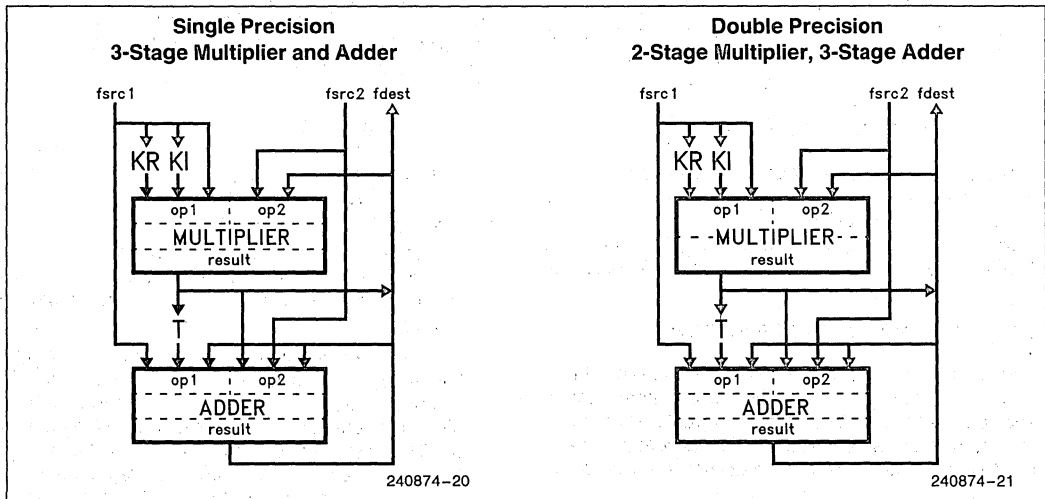 Single Precision
3-Stage Multiplier and Adder
fsrc1
fsrc2 fdest
KR KI
op1 op2
MULTIPLIER
result
T
op1 op2
ADDER
result
240874-20
Double Precision
2-Stage Multiplier, 3-Stage Adder
fsrc1
fsrc2 fdest
KR KI
op1 op2
MULTIPLIER
result
T
op1 op2
ADDER
result
240874-21